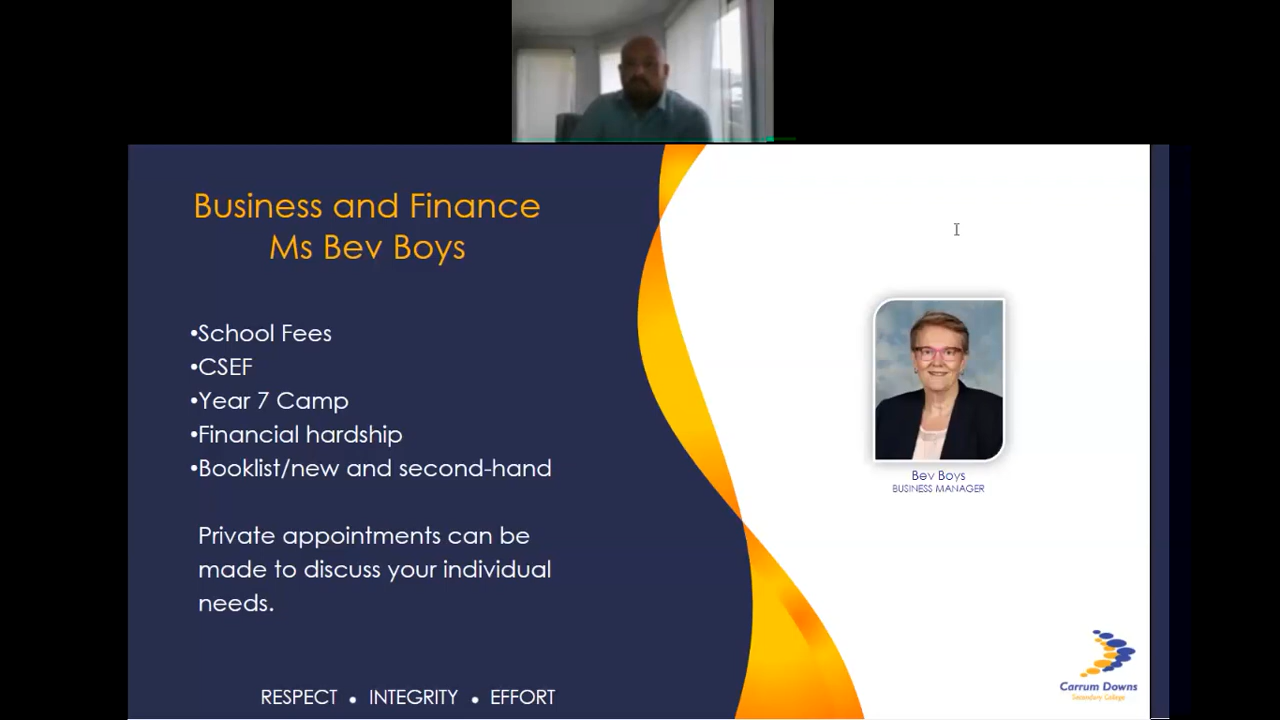 Business and Finance
Ms Bev Boys
•School Fees
•CSEF
•Year 7 Camp
•Financial hardship
•Booklist/new and second-hand
Private appointments can be
made to discuss your individual
needs.
Bev Boys
BUSINESS MANAGER
RESPECT • INTEGRITY • EFFORT
Carrum Downs
Secondary College